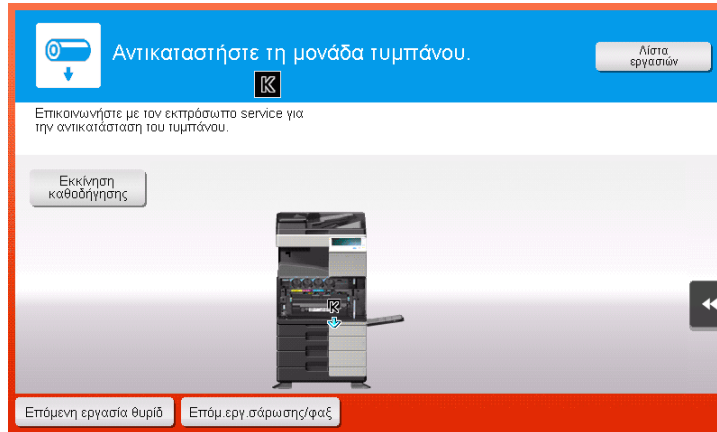 Αντικαταστήστε τη μονάδα τυμπάνου.
Λίστα
εργασιών
K
Επικοινωνήστε με τον εκπρόσωπο service για
την αντικατάσταση του τυμπάνου.
Εκκίνηση
καθοδήγησης
K
Επόμενη εργασία θυρίδ
Επόμ.εργ.σάρωσης/φαξ